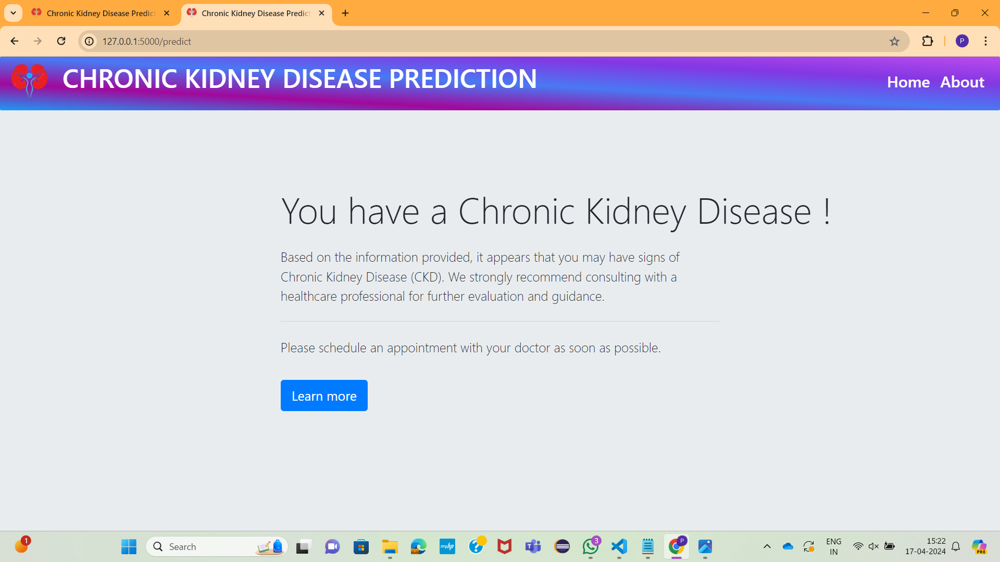 Chronic Kidney Disease Predict
Chronic Kidney Disease Predict
127.0.0.1:5000/predict
P
CHRONIC KIDNEY DISEASE PREDICTION
Home About
You have a Chronic Kidney Disease !
Based on the information provided, it appears that you may have signs of
Chronic Kidney Disease (CKD). We strongly recommend consulting with a
healthcare professional for further evaluation and guidance.
Please schedule an appointment with your doctor as soon as possible.
Learn more
1
Search
myhp
3
P
ENG
IN
15:22
17-04-2024
PRE